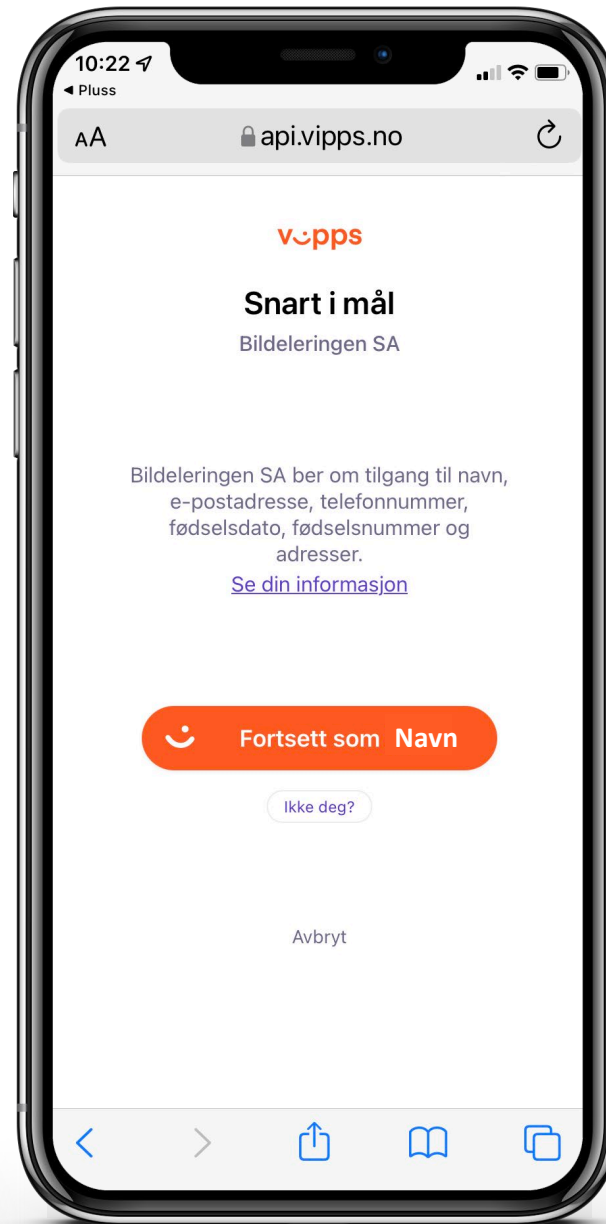 10:22
◀ Pluss
AA api.vipps.no
vipps
Snart i mål
Bildeleringen SA
Bildeleringen SA ber om tilgang til navn,
e-postadresse, telefonnummer,
fødselsdato, fødselsnummer og
adresser.
Se din informasjon
Fortsett som Navn
Ikke deg?
Avbryt